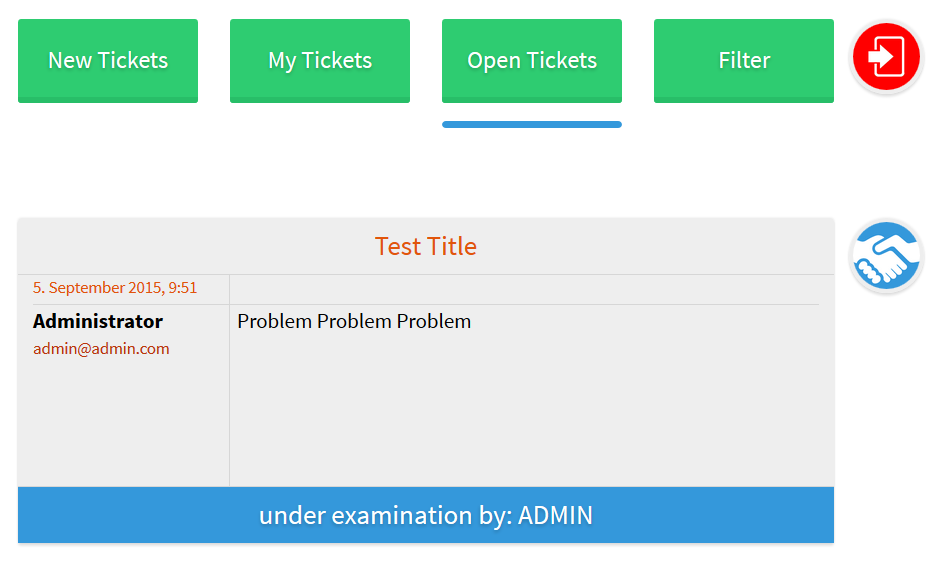 New Tickets
My Tickets
Open Tickets
Filter
Test Title
5. September 2015, 9:51
Administrator
admin@admin.com
Problem Problem Problem
under examination by: ADMIN